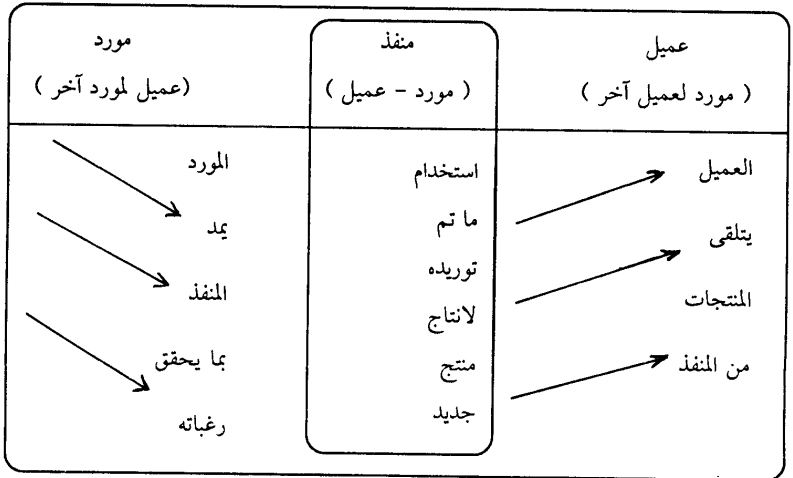 عميل
( مورد لعميل آخر )
العميل
يتلقى
المنتجات
من المنفذ
منفذ
( مورد - عميل )
استخدام
ما تم
توريده
لانتاج
منتج
جديد
مورد
(عميل لمورد آخر )
المورد
يمد
المنفذ
بما يحقق
رغباته